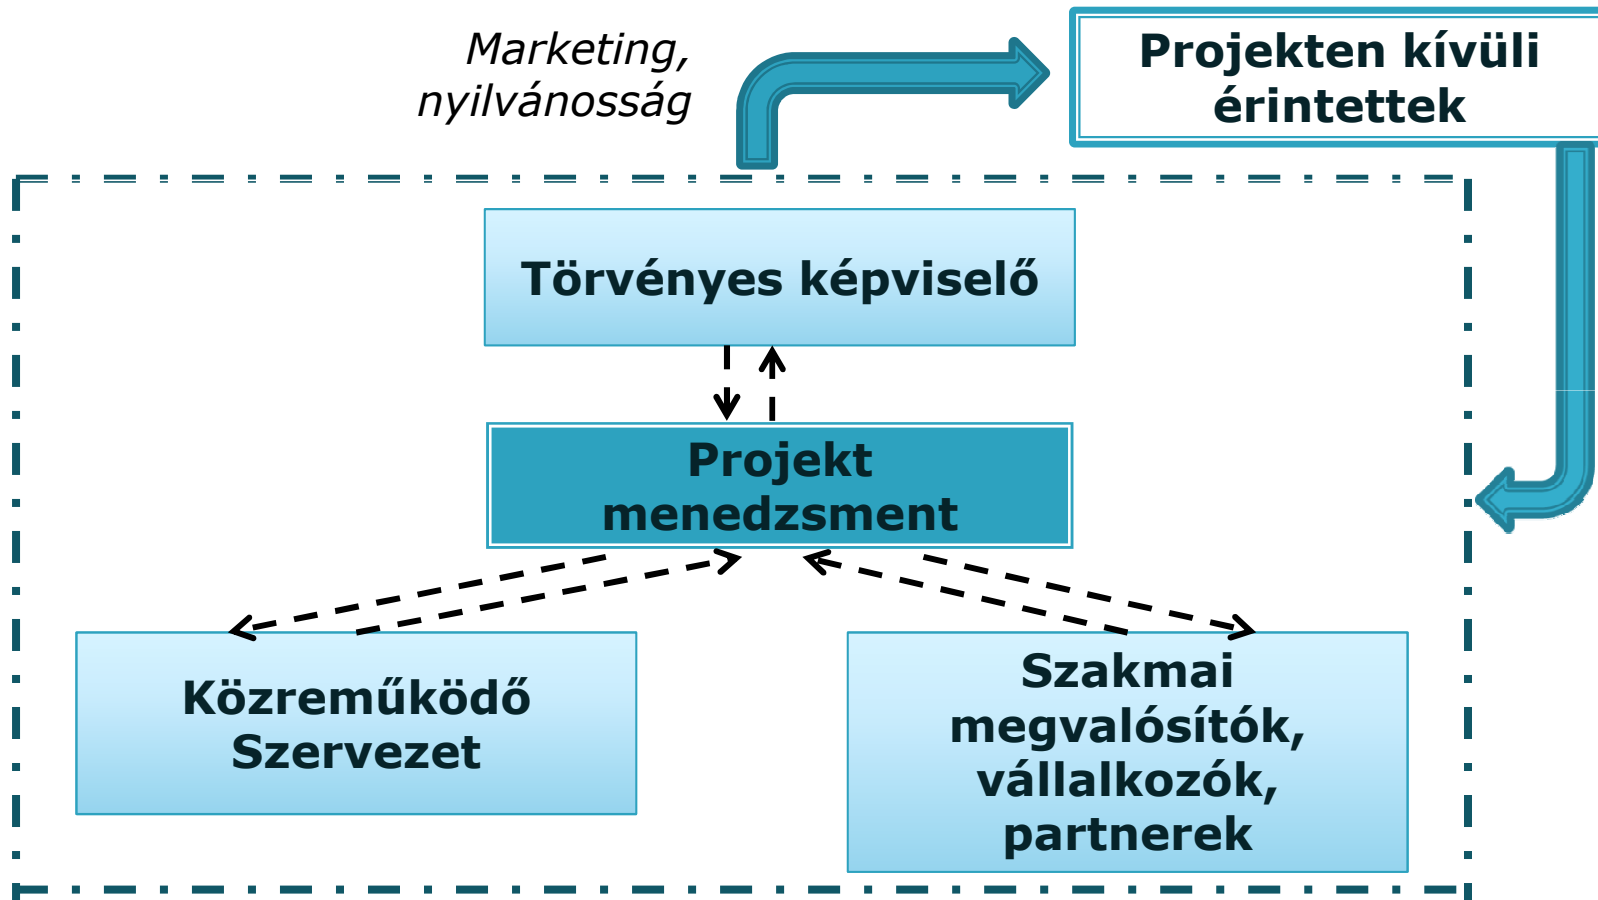 Marketing,
nyilvánosság
Projekten kívüli
érintettek
Törvényes képviselő
Projekt
menedzsment
Közreműködő
Szervezet
Szakmai
megvalósítók,
vállalkozók,
partnerek